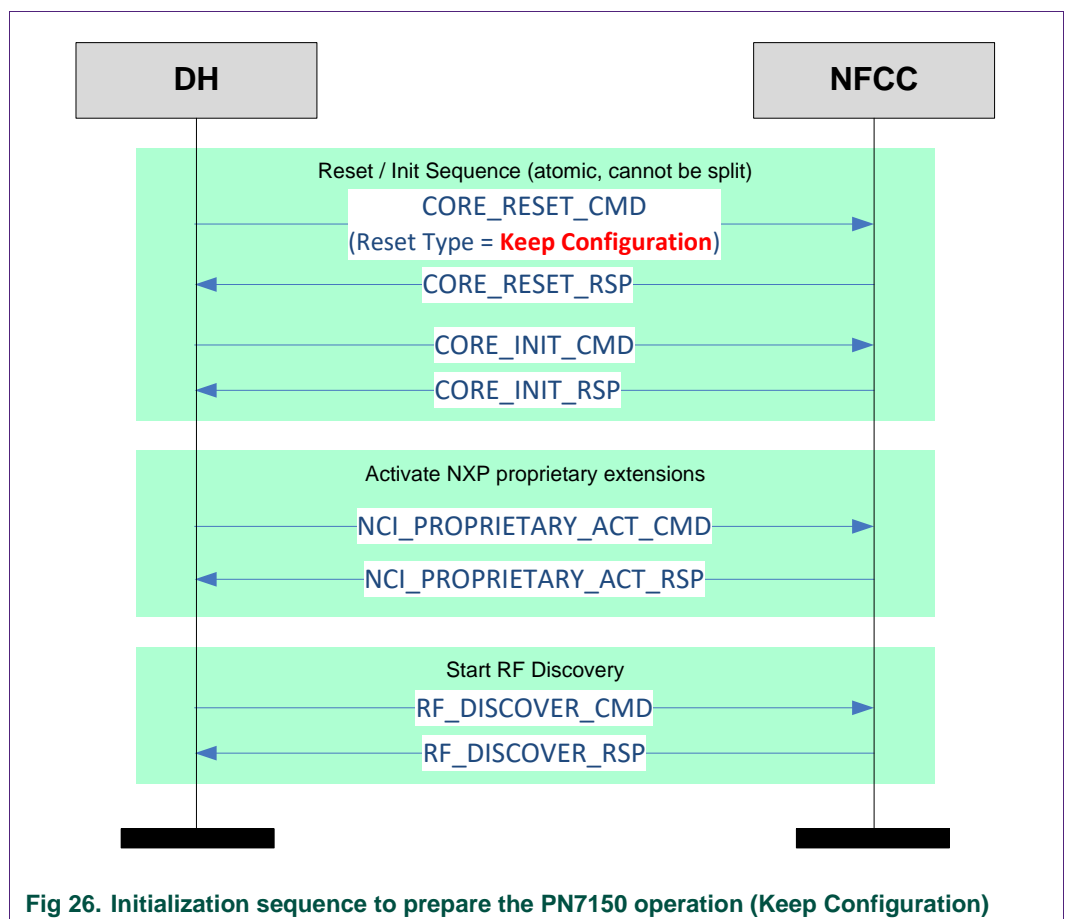 DH
NFCC
Reset / Init Sequence (atomic, cannot be split)
CORE_RESET_CMD
(Reset Type = Keep Configuration)
CORE_RESET_RSP
CORE_INIT_CMD
CORE_INIT_RSP
Activate NXP proprietary extensions
NCI_PROPRIETARY_ACT_CMD
NCI_PROPRIETARY_ACT_RSP
Start RF Discovery
RF_DISCOVER_CMD
RF_DISCOVER_RSP
Fig 26. Initialization sequence to prepare the PN7150 operation (Keep Configuration)